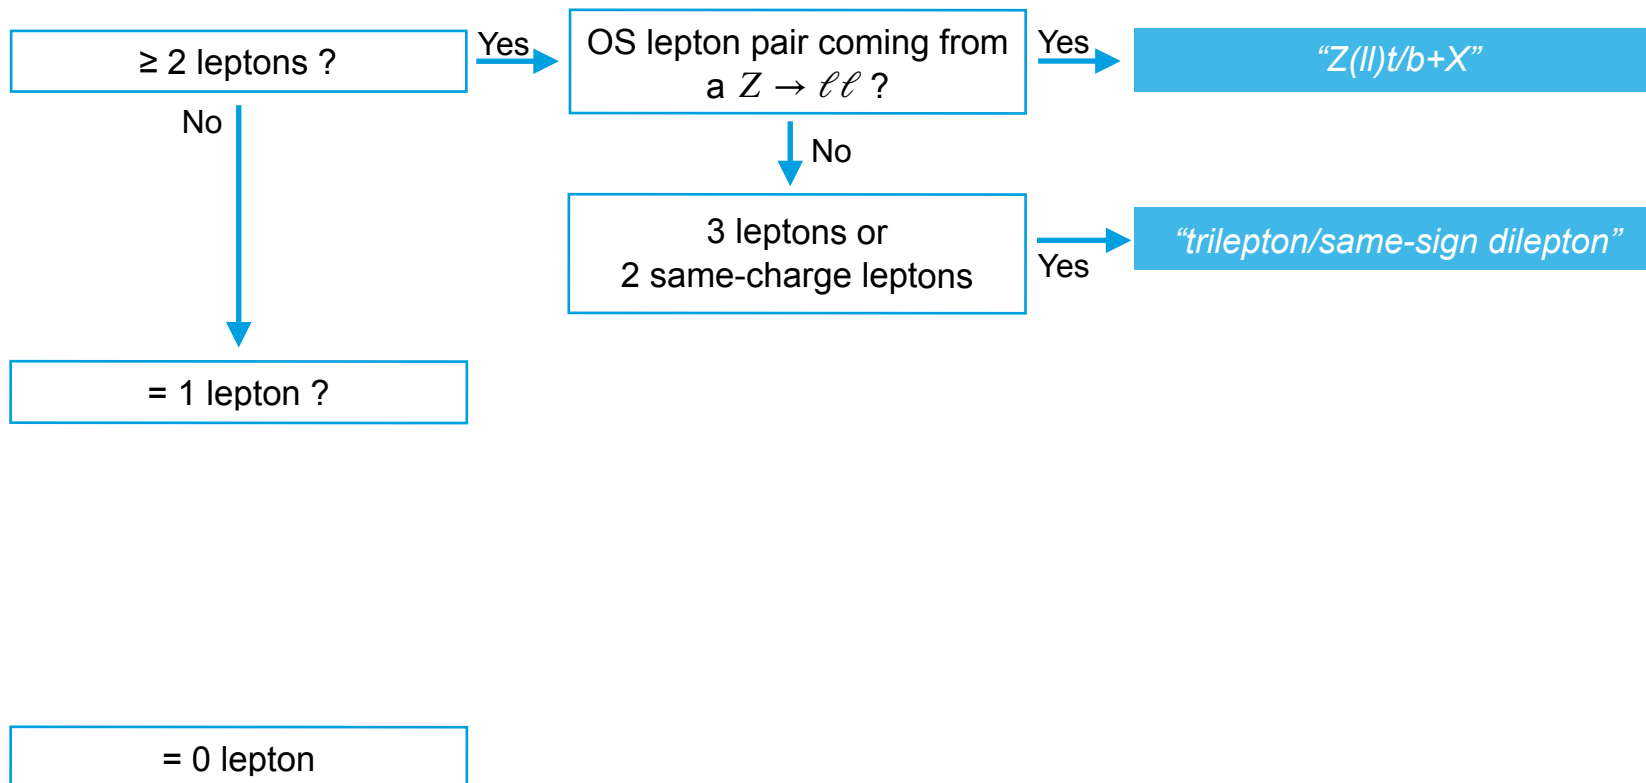 ≥ 2 leptons ?
Yes
OS lepton pair coming from
a Z → ℓℓ ?
Yes
“Z(ll)t/b+X”
No
No
3 leptons or
2 same-charge leptons
Yes
“trilepton/same-sign dilepton”
= 1 lepton ?
= 0 lepton